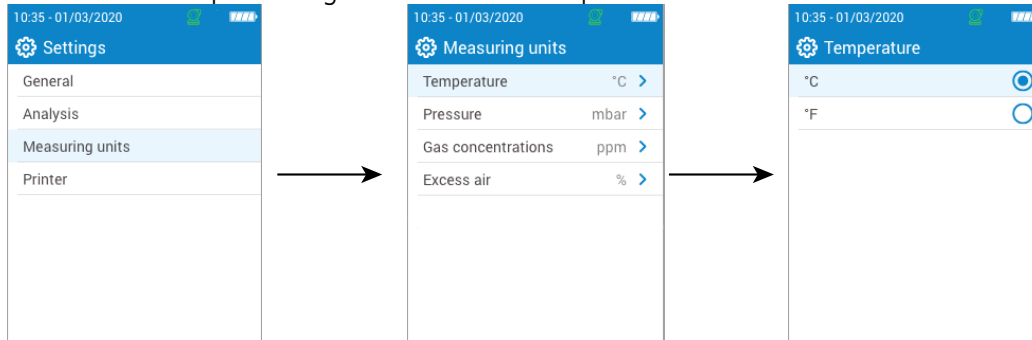 10:35 - 01/03/2020
Settings
General
Analysis
Measuring units
Printer
10:35 - 01/03/2020
Measuring units
Temperature °C
Pressure mbar
Gas concentrations ppm
Excess air %
10:35 - 01/03/2020
Temperature
°C
°F